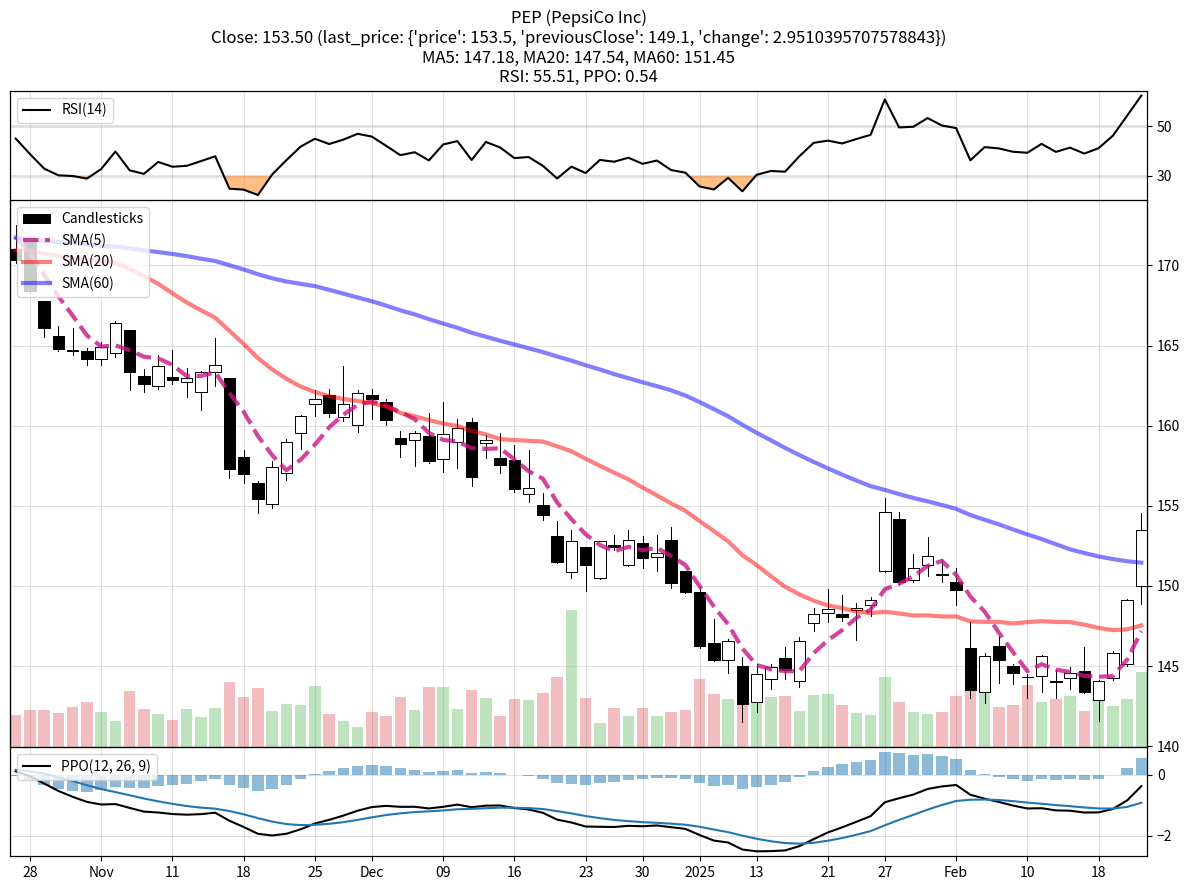 PEP (PepsiCo Inc)
Close: 153.50 (last_price: {'price': 153.5, 'previousClose': 149.1, 'change': 2.9510395707578843})
MA5: 147.18, MA20: 147.54, MA60: 151.45
RSI: 55.51, PPO: 0.54
RSI(14)
50
30
Candlesticks
SMA(5)
SMA(20)
SMA(60)
170
165
160
155
150
145
140
PPO(12, 26, 9)
0
−2
28 Nov 11 18 25 Dec 09 16 23 30 2025 13 21 27 Feb 10 18